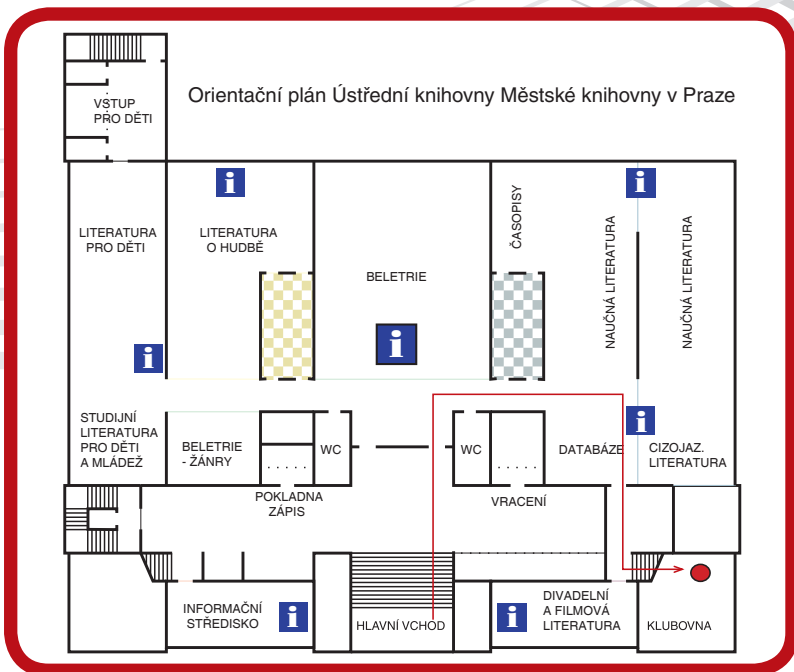 Orientační plán Ústřední knihovny Městské knihovny v Praze
VSTUP
PRO DĚTI
i
i
LITERATURA
PRO DĚTI
LITERATURA
O HUDBĚ
BELETRIE
ČASOPISY
NAUČNÁ LITERATURA
NAUČNÁ LITERATURA
i
i
STUDIJNÍ
LITERATURA
PRO DĚTI
A MLÁDEŽ
BELETRIE
- ŽÁNRY
WC
WC
i
DATABÁZE
CIZOJAZ.
LITERATURA
POKLADNA
ZÁPIS
VRACENÍ
INFORMAČNÍ
STŘEDISKO
i
HLAVNÍ VCHOD
i
DIVADELNÍ
A FILMOVÁ
LITERATURA
KLUBOVNA